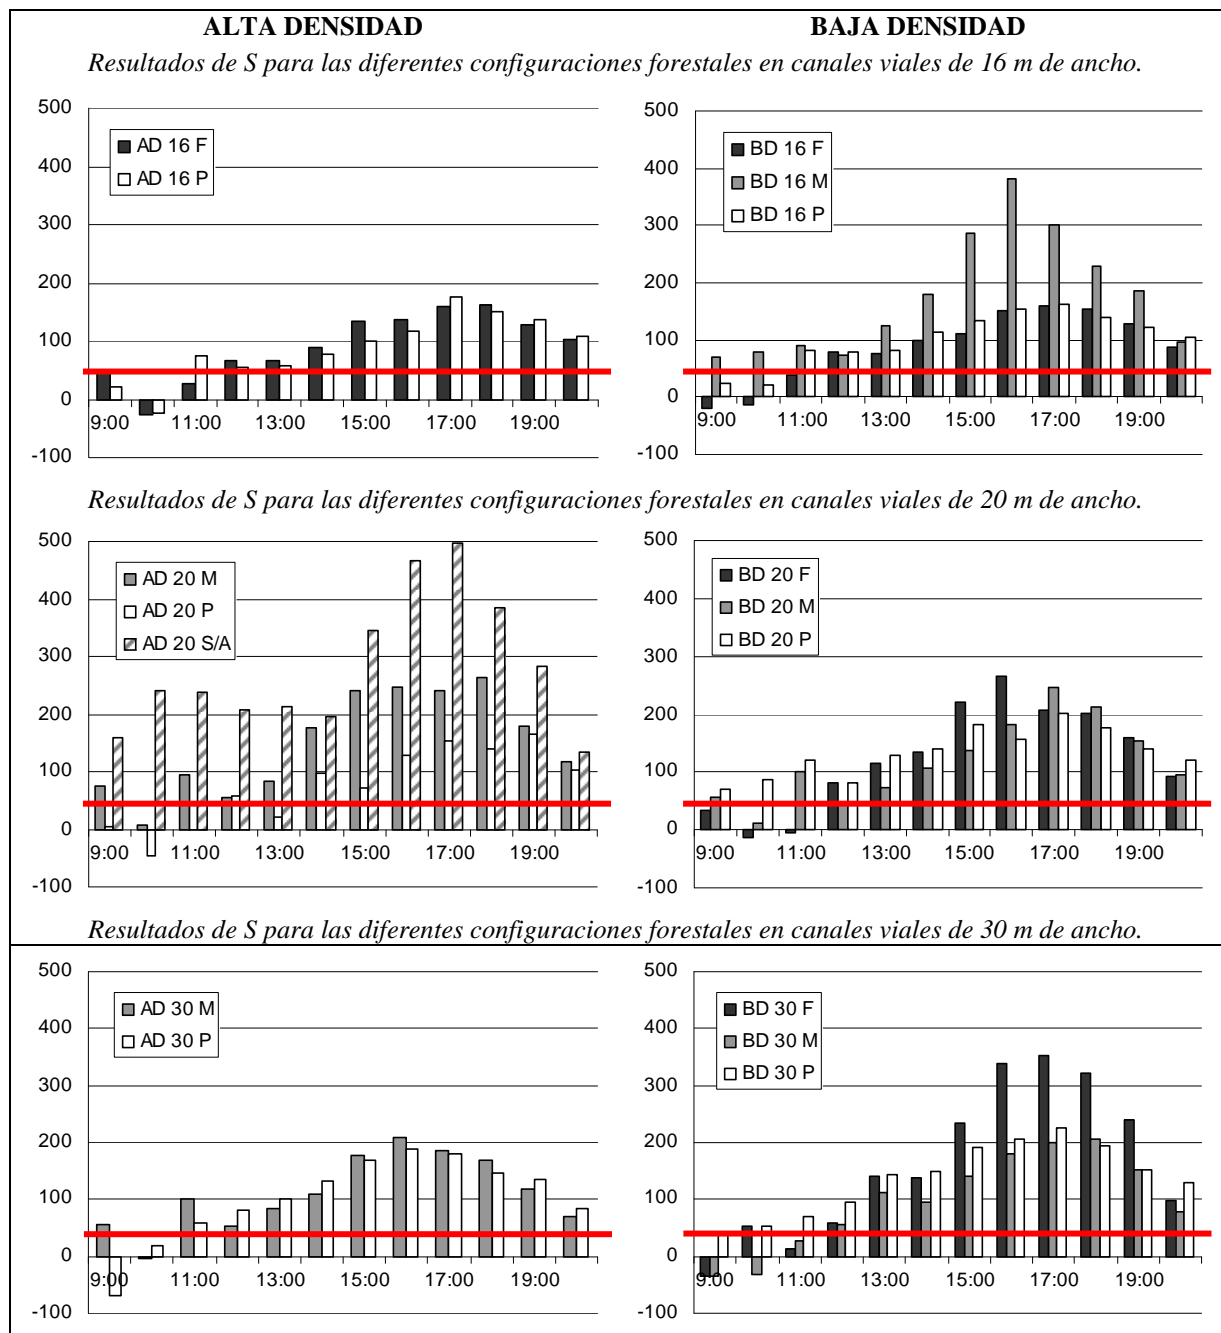 ALTA DENSIDAD
BAJA DENSIDAD
Resultados de S para las diferentes configuraciones forestales en canales viales de 16 m de ancho.
500
400
300
200
100
0
-100
AD 16 F
AD 16 P
9:00 11:00 13:00 15:00 17:00 19:00
500
400
300
200
100
0
-100
BD 16 F
BD 16 M
BD 16 P
9:00 11:00 13:00 15:00 17:00 19:00
Resultados de S para las diferentes configuraciones forestales en canales viales de 20 m de ancho.
500
400
300
200
100
0
-100
AD 20 M
AD 20 P
AD 20 S/A
9:00 11:00 13:00 15:00 17:00 19:00
500
400
300
200
100
0
-100
BD 20 F
BD 20 M
BD 20 P
9:00 11:00 13:00 15:00 17:00 19:00
Resultados de S para las diferentes configuraciones forestales en canales viales de 30 m de ancho.
500
400
300
200
100
0
-100
AD 30 M
AD 30 P
9:00 11:00 13:00 15:00 17:00 19:00
500
400
300
200
100
0
-100
BD 30 F
BD 30 M
BD 30 P
9:00 11:00 13:00 15:00 17:00 19:00